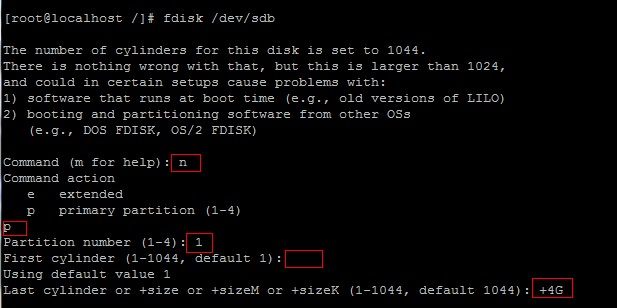 [root@localhost /]# fdisk /dev/sdb
The number of cylinders for this disk is set to 1044.
There is nothing wrong with that, but this is larger than 1024,
and could in certain setups cause problems with:
1) software that runs at boot time (e.g., old versions of LILO)
2) booting and partitioning software from other OSs
(e.g., DOS FDISK, OS/2 FDISK)
Command (m for help): n
Command action
e extended
p primary partition (1-4)
p
Partition number (1-4): 1
First cylinder (1-1044, default 1):
Using default value 1
Last cylinder or +size or +sizeM or +sizeK (1-1044, default 1044): +4G